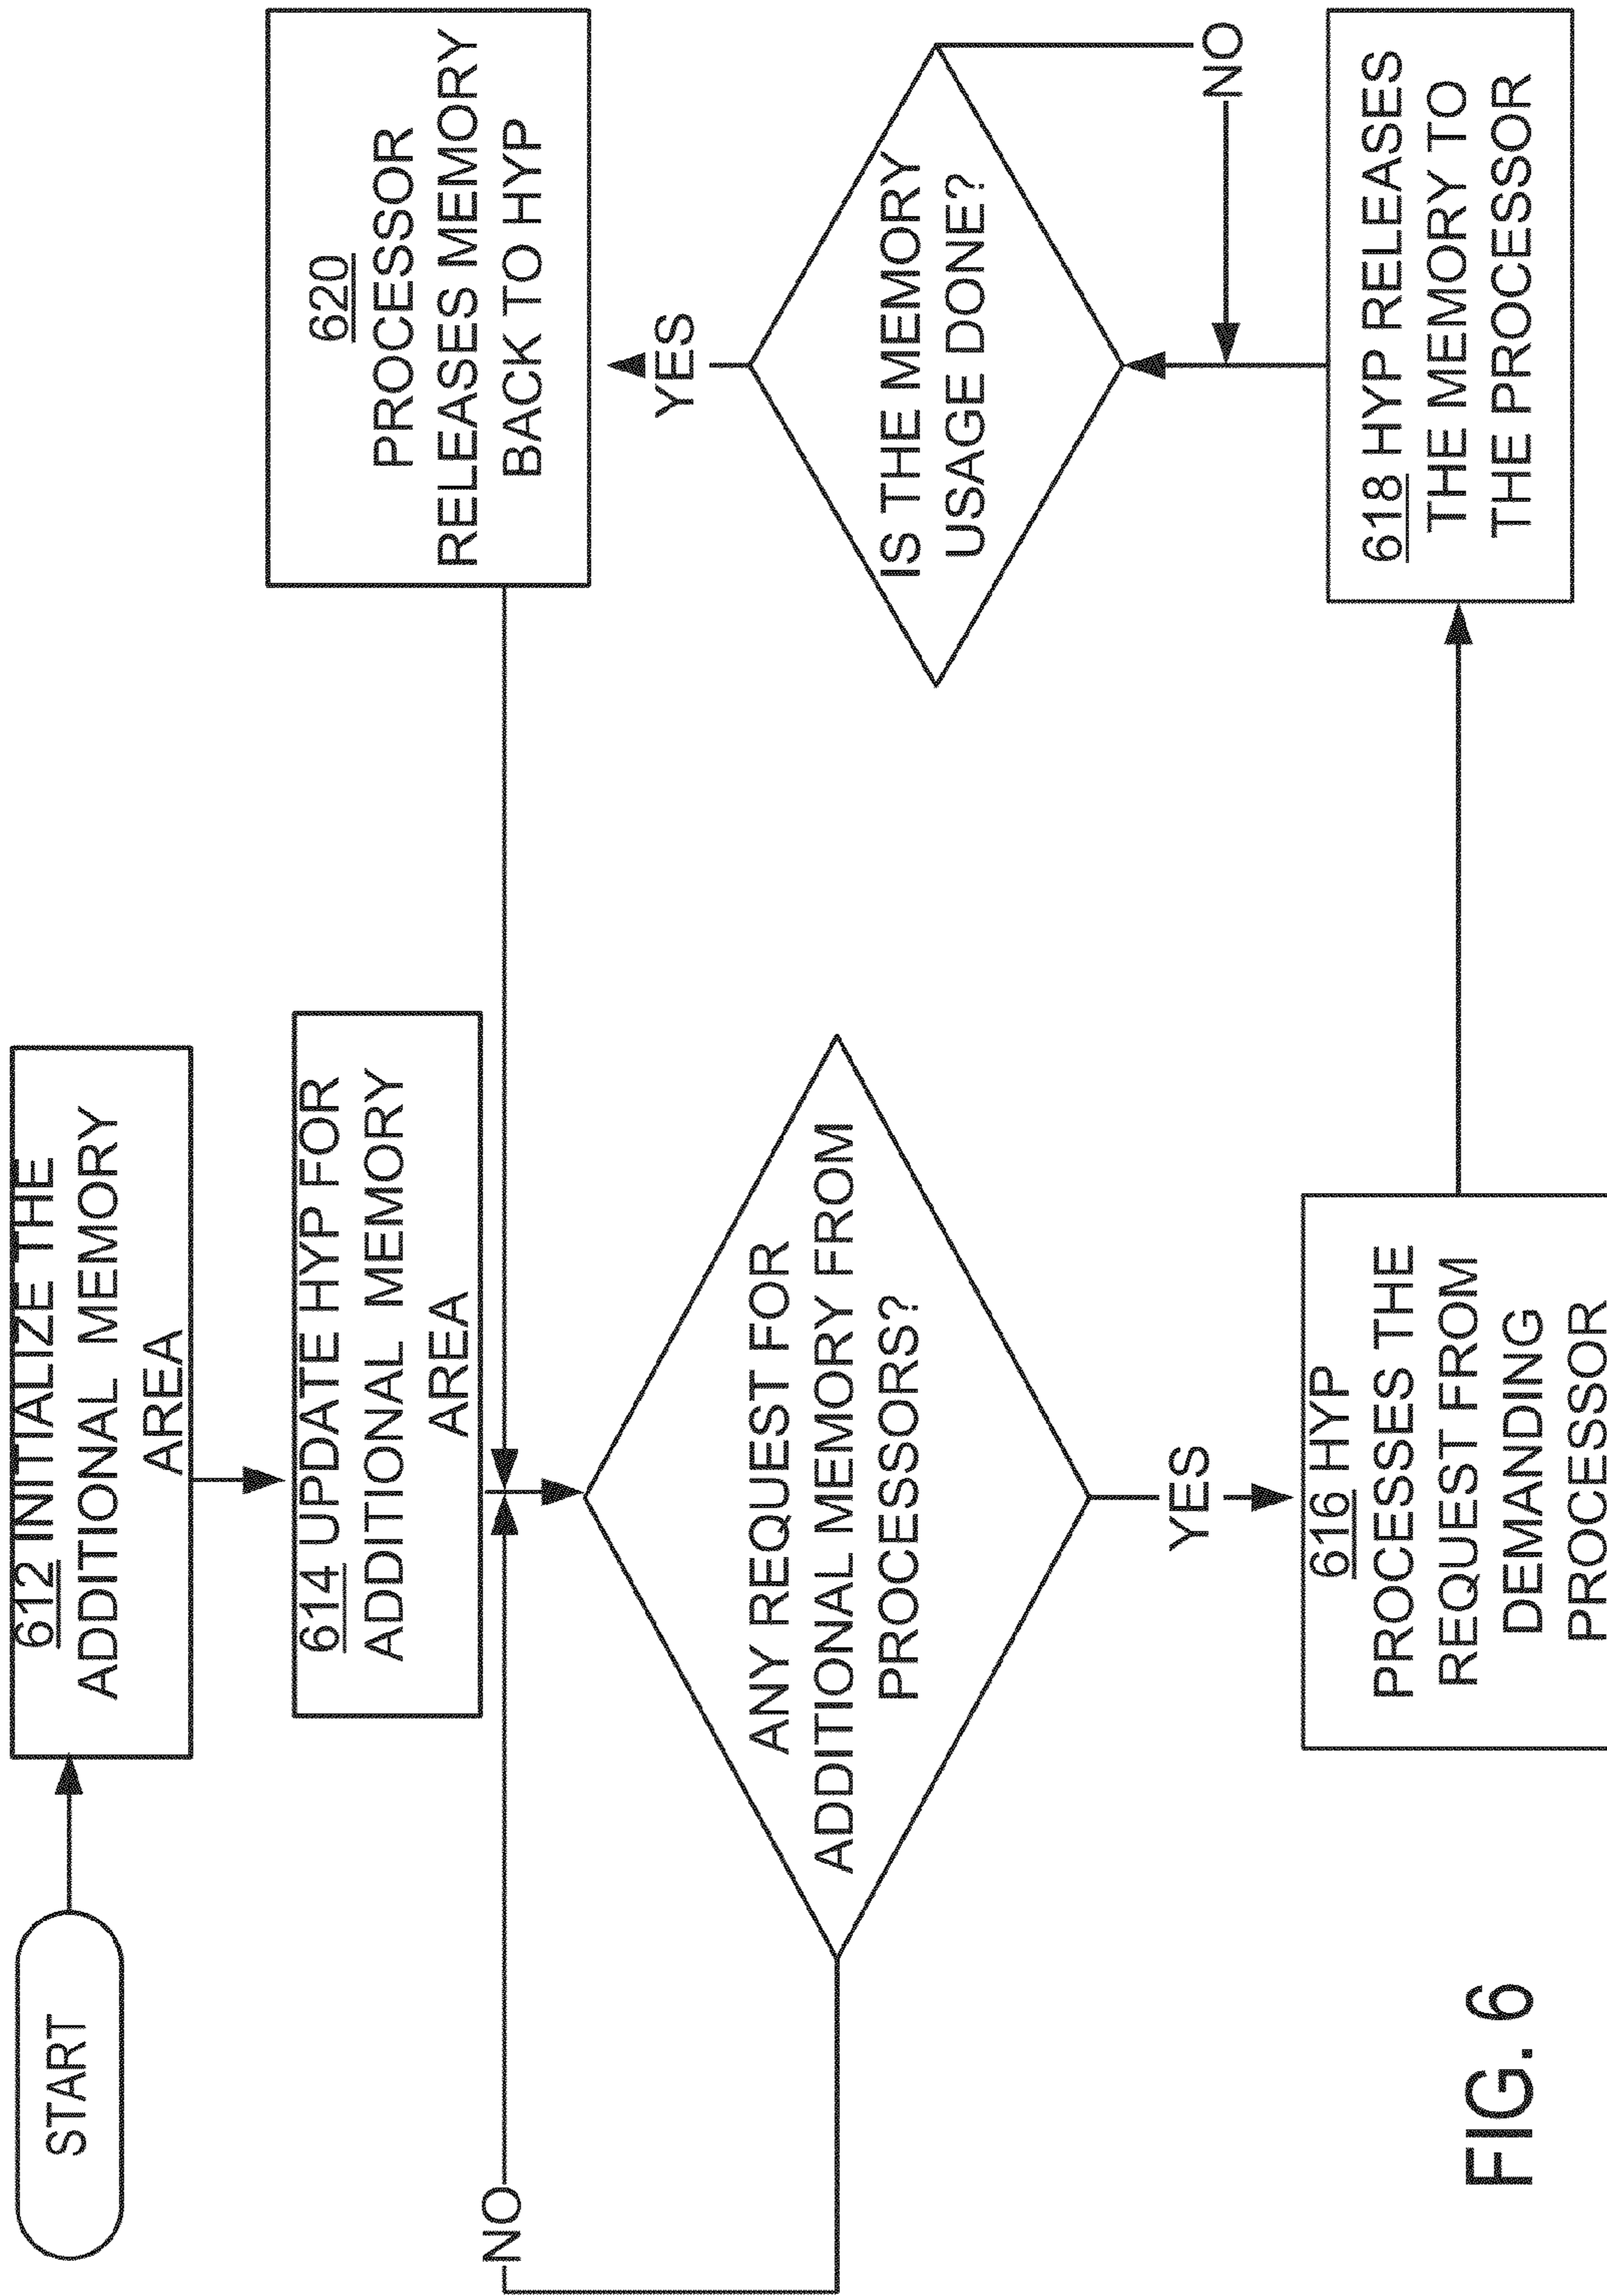 START
612 INITIALIZE THE
ADDITIONAL MEMORY
AREA
614 UPDATE HYP FOR
ADDITIONAL MEMORY
AREA
NO
ANY REQUEST FOR
ADDITIONAL MEMORY FROM
PROCESSORS?
YES
616 HYP
PROCESSES THE
REQUEST FROM
DEMANDING
PROCESSOR
618 HYP RELEASES
THE MEMORY TO
THE PROCESSOR
IS THE MEMORY
USAGE DONE?
NO
YES
620
PROCESSOR
RELEASES MEMORY
BACK TO HYP
FIG. 6